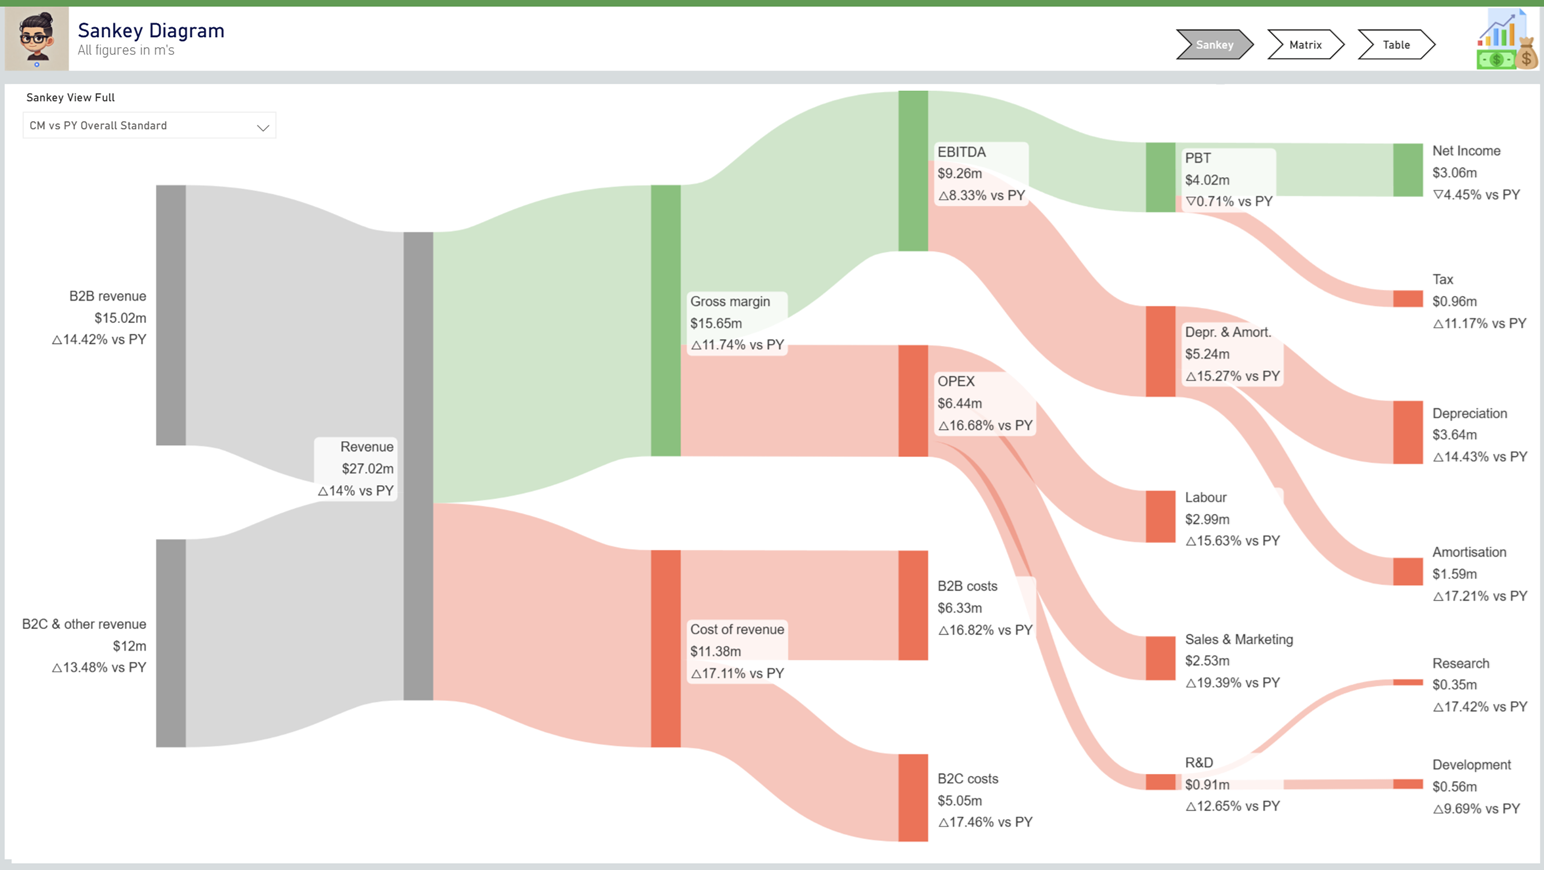 Sankey Diagram
All figures in m's
Sankey
Matrix
Table
Sankey View Full
CM vs PY Overall Standard
B2B revenue
$15.02m
△14.42% vs PY
B2C & other revenue
$12m
△13.48% vs PY
Revenue
$27.02m
△14% vs PY
Gross margin
$15.65m
△11.74% vs PY
Cost of revenue
$11.38m
△17.11% vs PY
EBITDA
$9.26m
△8.33% vs PY
OPEX
$6.44m
△16.68% vs PY
B2B costs
$6.33m
△16.82% vs PY
B2C costs
$5.05m
△17.46% vs PY
PBT
$4.02m
▽0.71% vs PY
Depr. & Amort.
$5.24m
△15.27% vs PY
Labour
$2.99m
△15.63% vs PY
Sales & Marketing
$2.53m
△19.39% vs PY
R&D
$0.91m
△12.65% vs PY
Net Income
$3.06m
▽4.45% vs PY
Tax
$0.96m
△11.17% vs PY
Depreciation
$3.64m
△14.43% vs PY
Amortisation
$1.59m
△17.21% vs PY
Research
$0.35m
△17.42% vs PY
Development
$0.56m
△9.69% vs PY